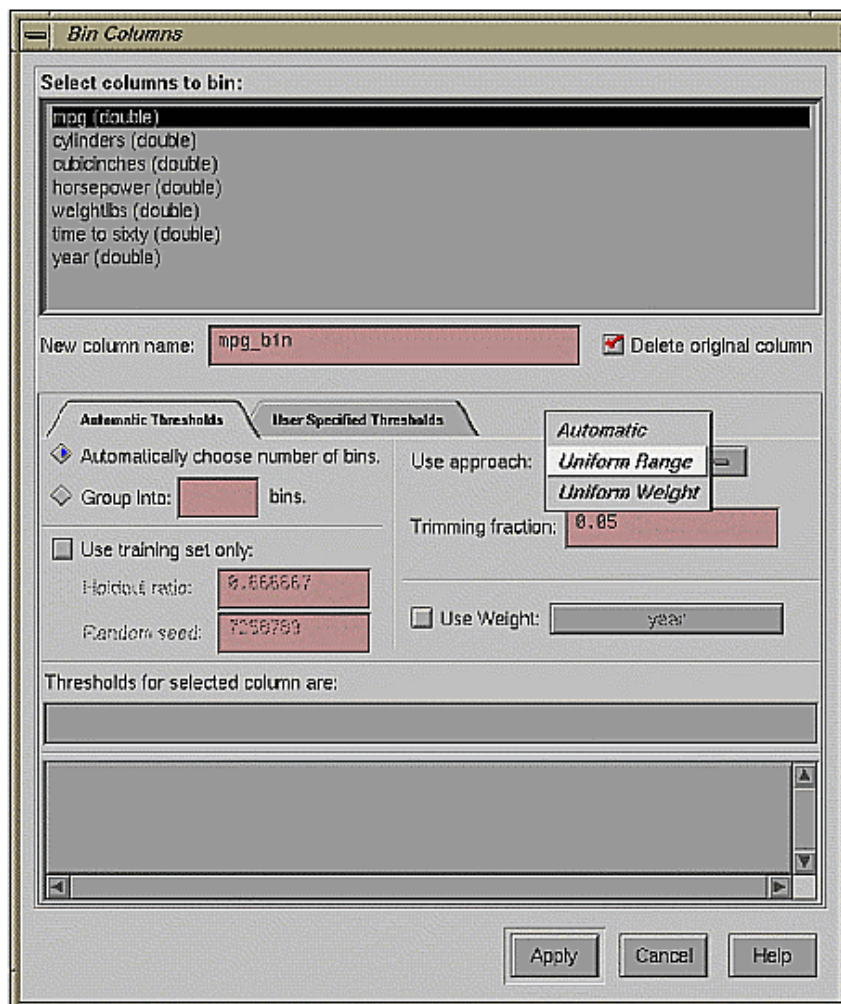 Bin Columns
Select columns to bin:
mpg (double)
cylinders (double)
cubicinches (double)
horsepower (double)
weightlbs (double)
time to sixty (double)
year (double)
New column name:
mpg_bin
Delete original column
Automatic Thresholds
User Specified Thresholds
Automatically choose number of bins.
Group Into:
bins.
Use training set only:
Holdout ratio:
0.666667
Random seed:
7258789
Use approach:
Automatic
Uniform Range
Uniform Weight
Trimming fraction:
0.05
Use Weight:
year
Thresholds for selected column are:
Apply
Cancel
Help